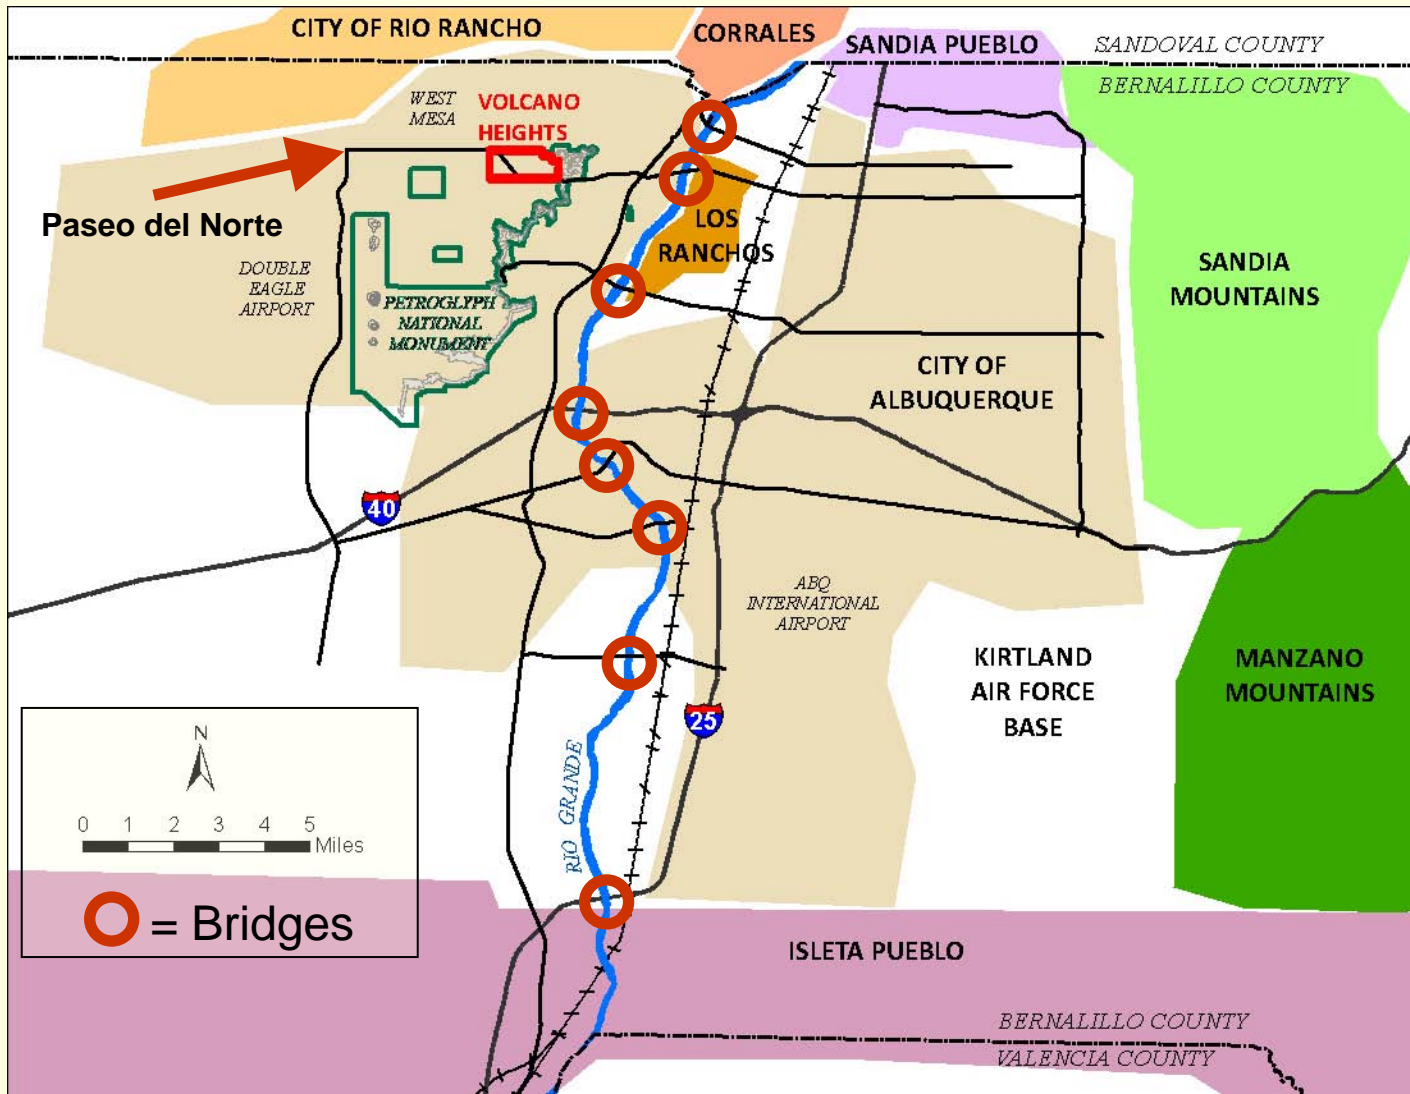 CITY OF RIO RANCHO
CORRALES
SANDIA PUEBLO
SANDOVAL COUNTY
BERNALILLO COUNTY
WEST
MESA
VOLCANO
HEIGHTS
Paseo del Norte
LOS
RANCHOS
DOUBLE
EAGLE
AIRPORT
PETROGLYPH
NATIONAL
MONUMENT
SANDIA
MOUNTAINS
CITY OF
ALBUQUERQUE
40
ABQ
INTERNATIONAL
AIRPORT
KIRTLAND
AIR FORCE
BASE
MANZANO
MOUNTAINS
25
RIO GRANDE
N
0 1 2 3 4 5
Miles
= Bridges
ISLETA PUEBLO
BERNALILLO COUNTY
VALENCIA COUNTY